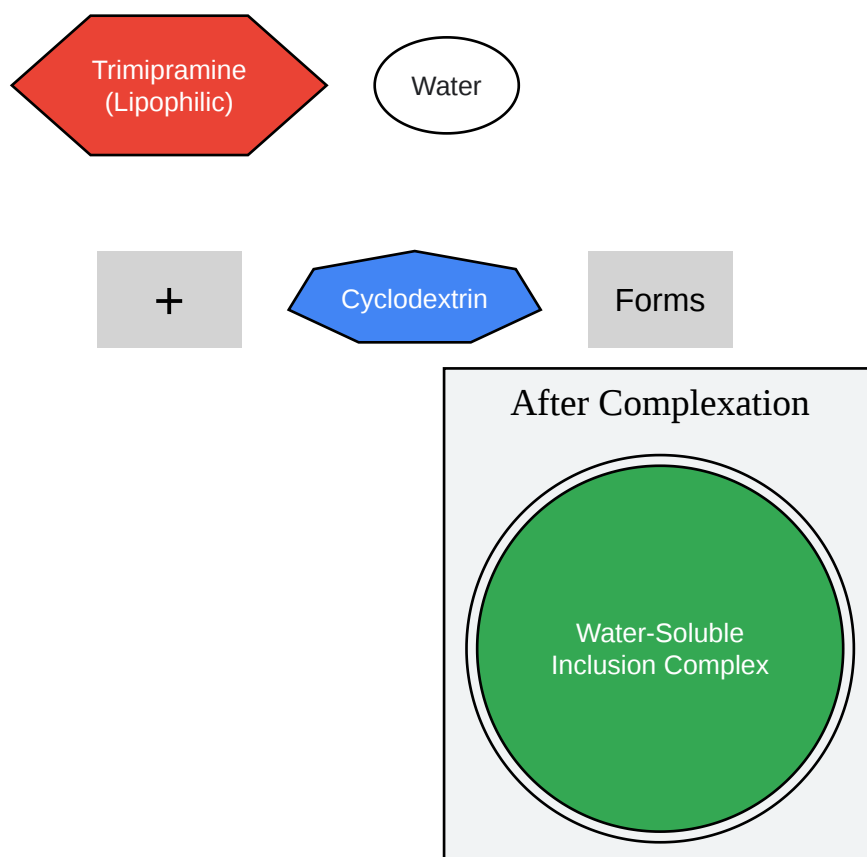 Trimipramine
(Lipophilic)
Water
+
Cyclodextrin
Forms
After Complexation
Water-Soluble
Inclusion Complex